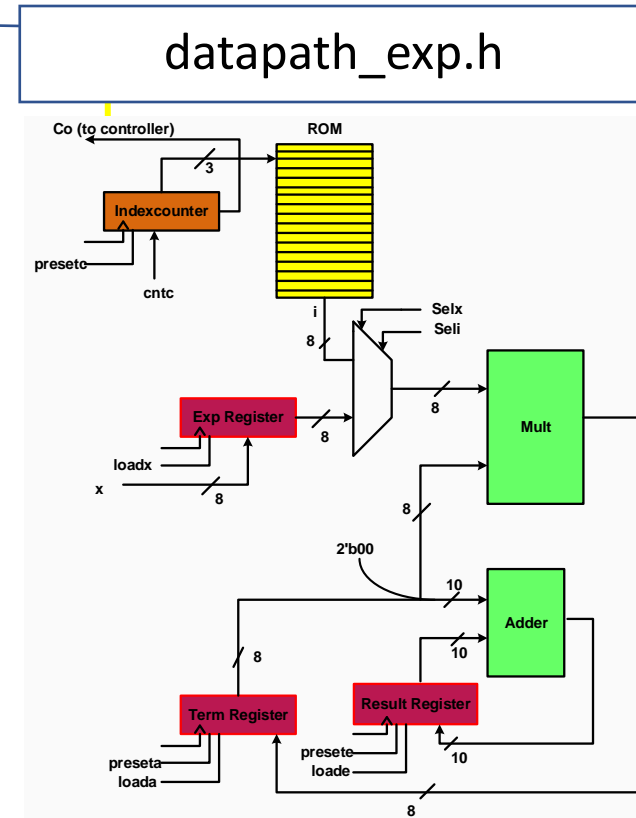 datapath_exp.h
Co (to controller)
ROM
3
Indexcounter
presetc
cntc
i
Selx
Seli
8
8
Exp Register
8
Mult
loadx
x
8
8
2'b00
10
Adder
10
8
Result Register
Term Register
presete
preseta
10
loade
loada
8